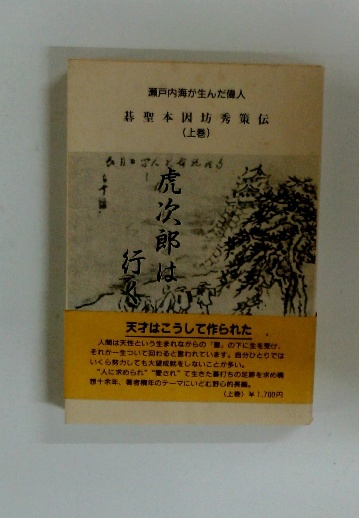 瀬戸内海が生んだ偉人
碁聖本因坊秀策伝
(上巻)
虎次郎は
行く
天才はこうして作られた
人間は天性という生まれながらの“星”の下に生を受け、
それが一生ついて回わると言われています。自分ひとりでは
いくら努力しても大望成就をしないことが多い。
“人に求められ”“愛され”て生きた碁打ちの足跡を求め構
想十余年、著者積年のテーマにいどむ野心的長編。
(上巻) ¥1,700円